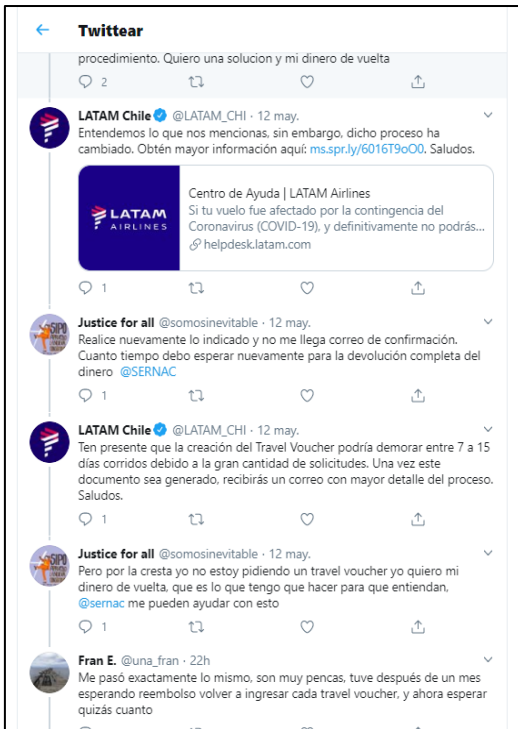 Twittear
procedimiento. Quiero una solucion y mi dinero de vuelta
2
LATAM Chile @LATAM_CHI · 12 may.
Entendemos lo que nos mencionas, sin embargo, dicho proceso ha
cambiado. Obtén mayor información aquí: ms.spr.ly/6016T9oO0. Saludos.
LATAM
AIRLINES
Centro de Ayuda | LATAM Airlines
Si tu vuelo fue afectado por la contingencia del
Coronavirus (COVID-19), y definitivamente no podrás...
helpdesk.latam.com
1
Justice for all @somosinevitable · 12 may.
Realice nuevamente lo indicado y no me llega correo de confirmación.
Cuanto tiempo debo esperar nuevamente para la devolución completa del
dinero @SERNAC
1
LATAM Chile @LATAM_CHI · 12 may.
Ten presente que la creación del Travel Voucher podría demorar entre 7 a 15
días corridos debido a la gran cantidad de solicitudes. Una vez este
documento sea generado, recibirás un correo con mayor detalle del proceso.
Saludos.
1
Justice for all @somosinevitable · 12 may.
Pero por la cresta yo no estoy pidiendo un travel voucher yo quiero mi
dinero de vuelta, que es lo que tengo que hacer para que entiendan,
@sernac me pueden ayudar con esto
1
Fran E. @una_fran · 22h
Me pasó exactamente lo mismo, son muy pencas, tuve después de un mes
esperando reembolso volver a ingresar cada travel voucher, y ahora esperar
quizás cuanto